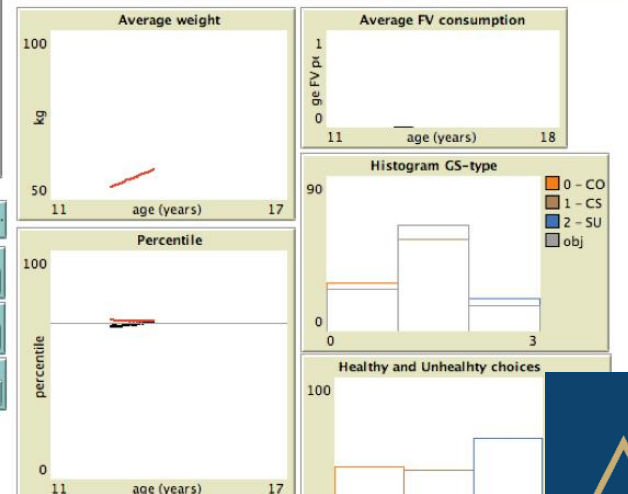 Average weight
100
kg
50
11 age (years) 17
Percentile
100
percentile
0
11 age (years) 17
Average FV consumption
1
ge FV p
0
11 age (years) 18
Histogram GS-type
90
0
0 3
0 - CO
1 - CS
2 - SU
obj
Healthy and Unhealhty choices
100